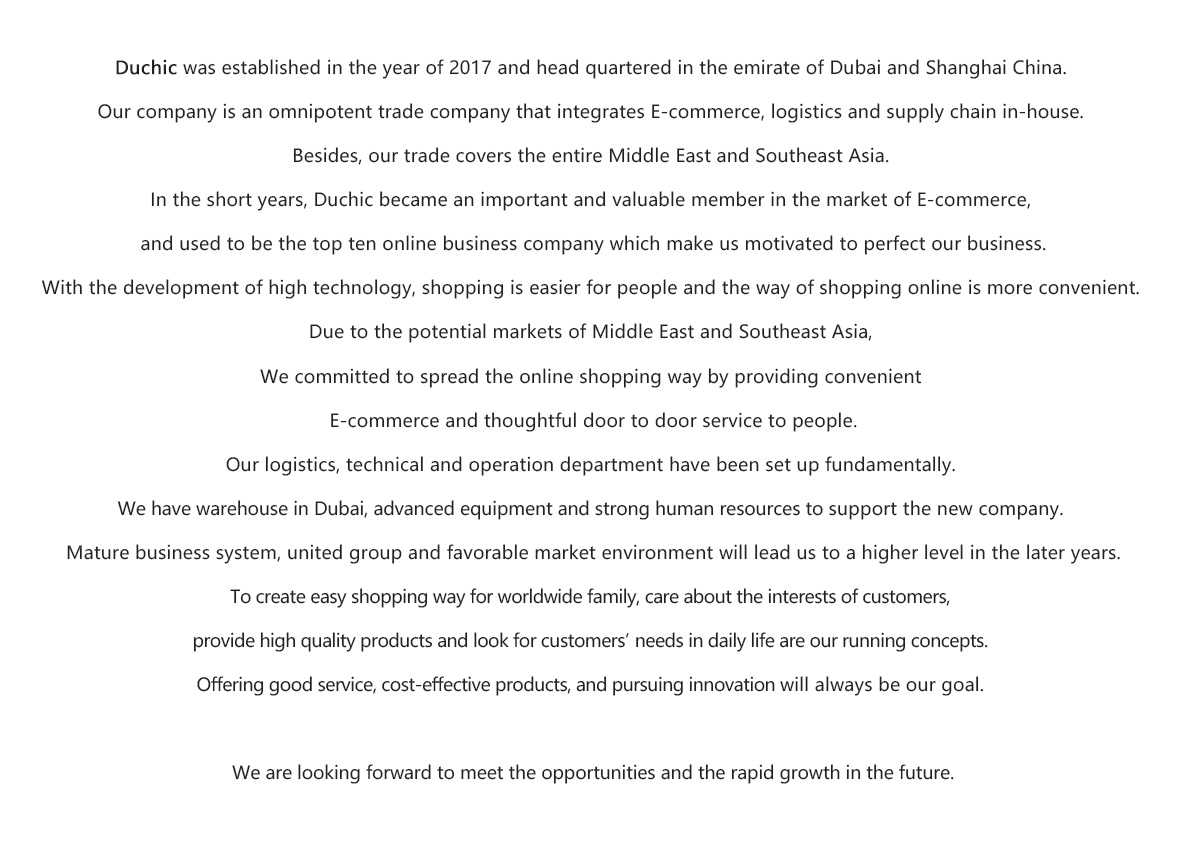 Duchic was established in the year of 2017 and head quartered in the emirate of Dubai and Shanghai China.
Our company is an omnipotent trade company that integrates E-commerce, logistics and supply chain in-house.
Besides, our trade covers the entire Middle East and Southeast Asia.
In the short years, Duchic became an important and valuable member in the market of E-commerce,
and used to be the top ten online business company which make us motivated to perfect our business.
With the development of high technology, shopping is easier for people and the way of shopping online is more convenient.
Due to the potential markets of Middle East and Southeast Asia,
We committed to spread the online shopping way by providing convenient
E-commerce and thoughtful door to door service to people.
Our logistics, technical and operation department have been set up fundamentally.
We have warehouse in Dubai, advanced equipment and strong human resources to support the new company.
Mature business system, united group and favorable market environment will lead us to a higher level in the later years.
To create easy shopping way for worldwide family, care about the interests of customers,
provide high quality products and look for customers’ needs in daily life are our running concepts.
Offering good service, cost-effective products, and pursuing innovation will always be our goal.
We are looking forward to meet the opportunities and the rapid growth in the future.